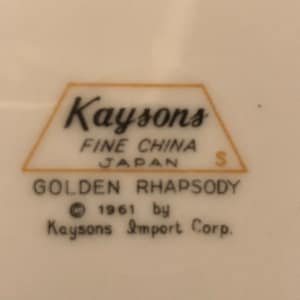 Kaysons
FINE CHINA
JAPAN S
GOLDEN RHAPSODY
© 1961 by
Kaysons Import Corp.